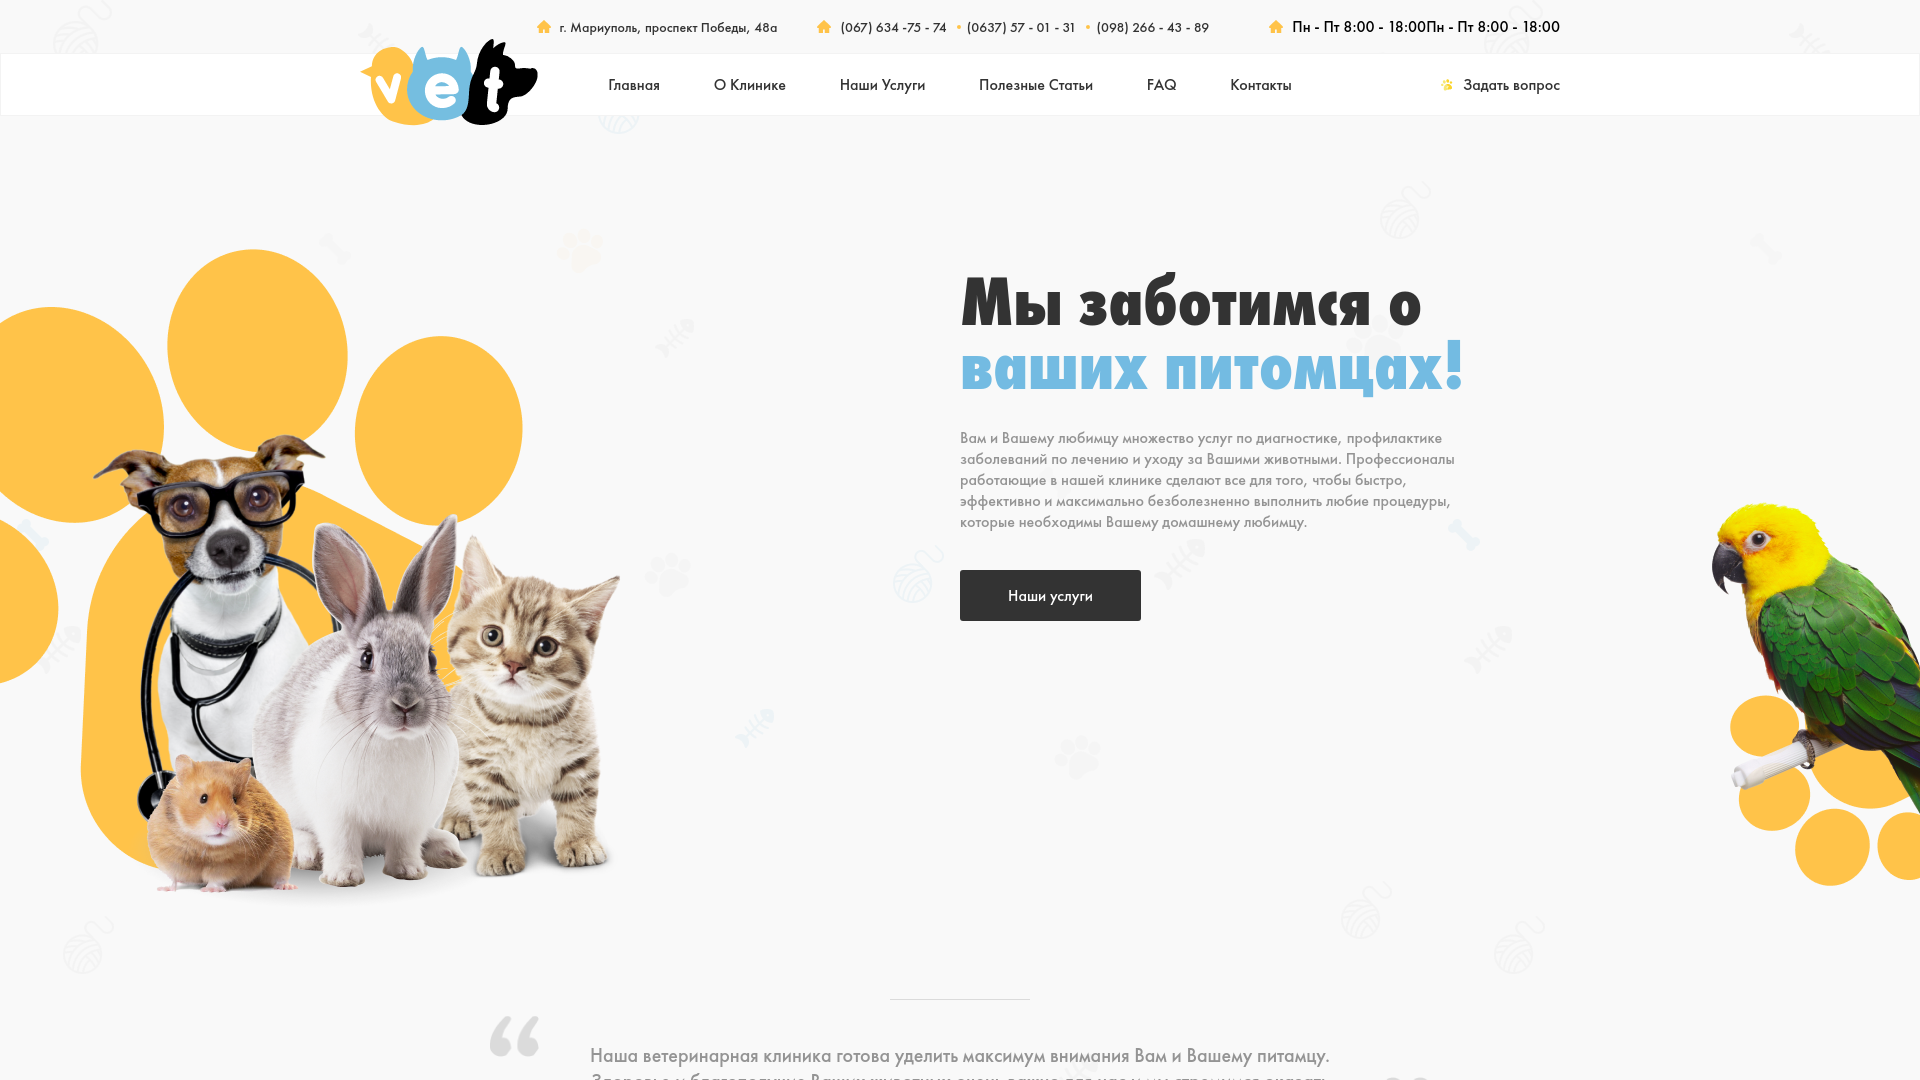 г. Мариуполь, проспект Победы, 48а
(067) 634 -75 - 74 • (0637) 57 - 01 - 31 • (098) 266 - 43 - 89
Пн - Пт 8:00 - 18:00Пн - Пт 8:00 - 18:00
vet
Главная
О Клинике
Наши Услуги
Полезные Статьи
FAQ
Контакты
Задать вопрос
Мы заботимся о
ваших питомцах!
Вам и Вашему любимцу множество услуг по диагностике, профилактике
заболеваний по лечению и уходу за Вашими животными. Профессионалы
работающие в нашей клинике сделают все для того, чтобы быстро,
эффективно и максимально безболезненно выполнить любие процедуры,
которые необходимы Вашему домашнему любимцу.
Наши услуги
“
Наша ветеринарная клиника готова уделить максимум внимания Вам и Вашему питамцу.